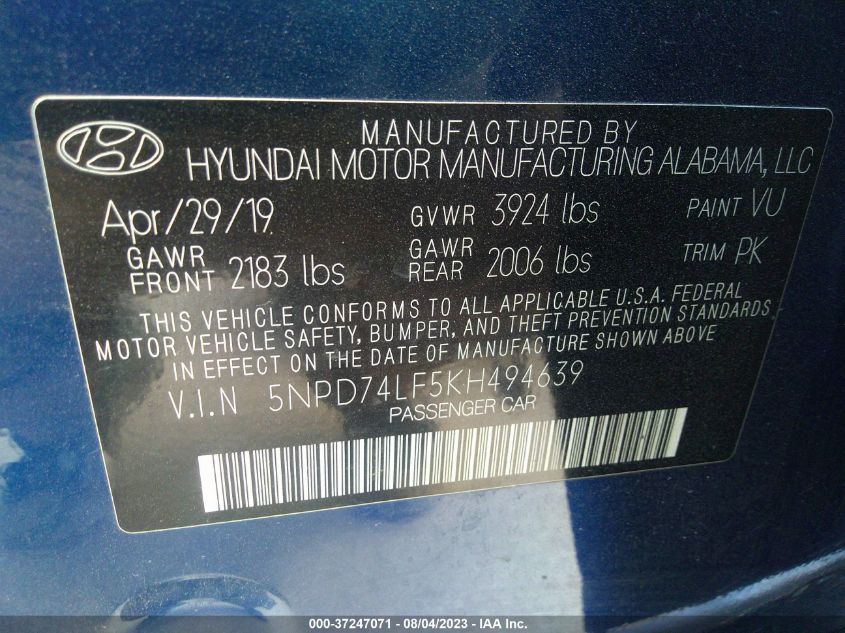 MANUFACTURED BY
HYUNDAI MOTOR MANUFACTURING ALABAMA, LLC
Apr/29/19 GVWR 3924 lbs PAINT VU
GAWR FRONT 2183 lbs GAWR REAR 2006 lbs TRIM PK
THIS VEHICLE CONFORMS TO ALL APPLICABLE U.S.A. FEDERAL
MOTOR VEHICLE SAFETY, BUMPER, AND THEFT PREVENTION STANDARDS
IN EFFECT ON THE DATE OF MANUFACTURE SHOWN ABOVE
V.I.N 5NPD74LF5KH494639
PASSENGER CAR
000-37247071 - 08/04/2023 - IAA Inc.